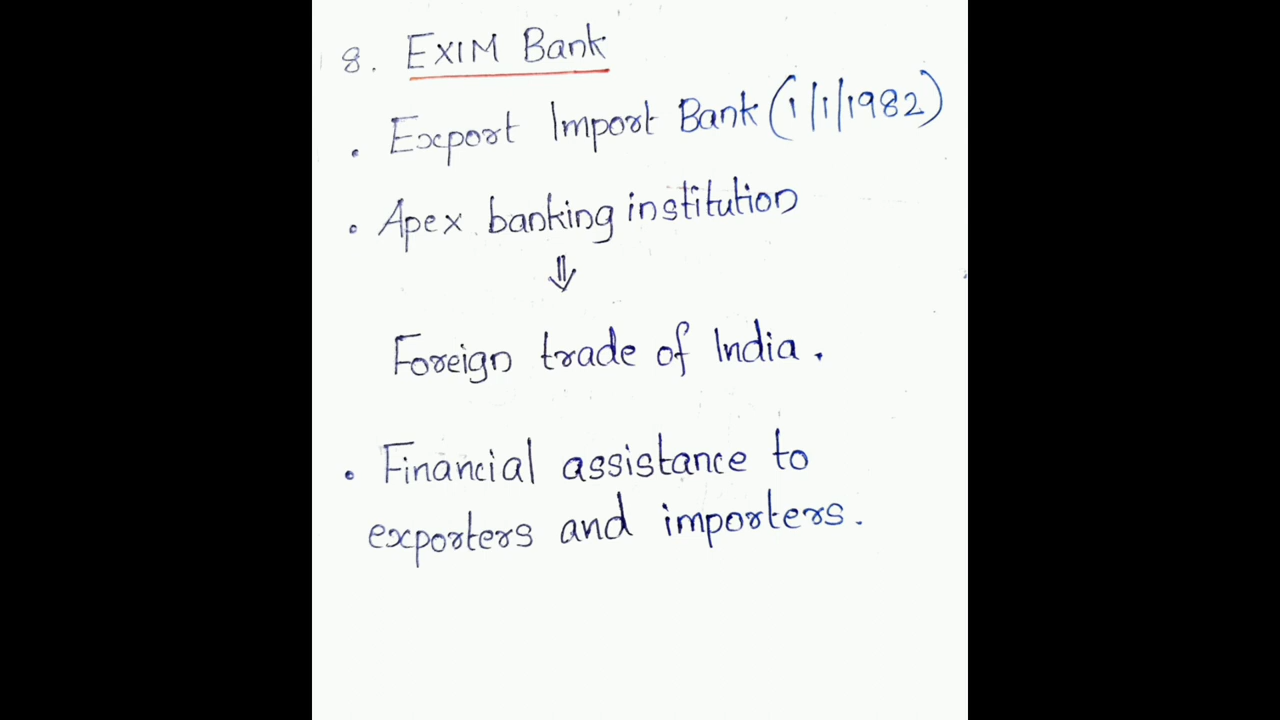 8. EXIM Bank
• Export Import Bank (1/1/1982)
• Apex banking institution
⇓
Foreign trade of India.
• Financial assistance to
exporters and importers.